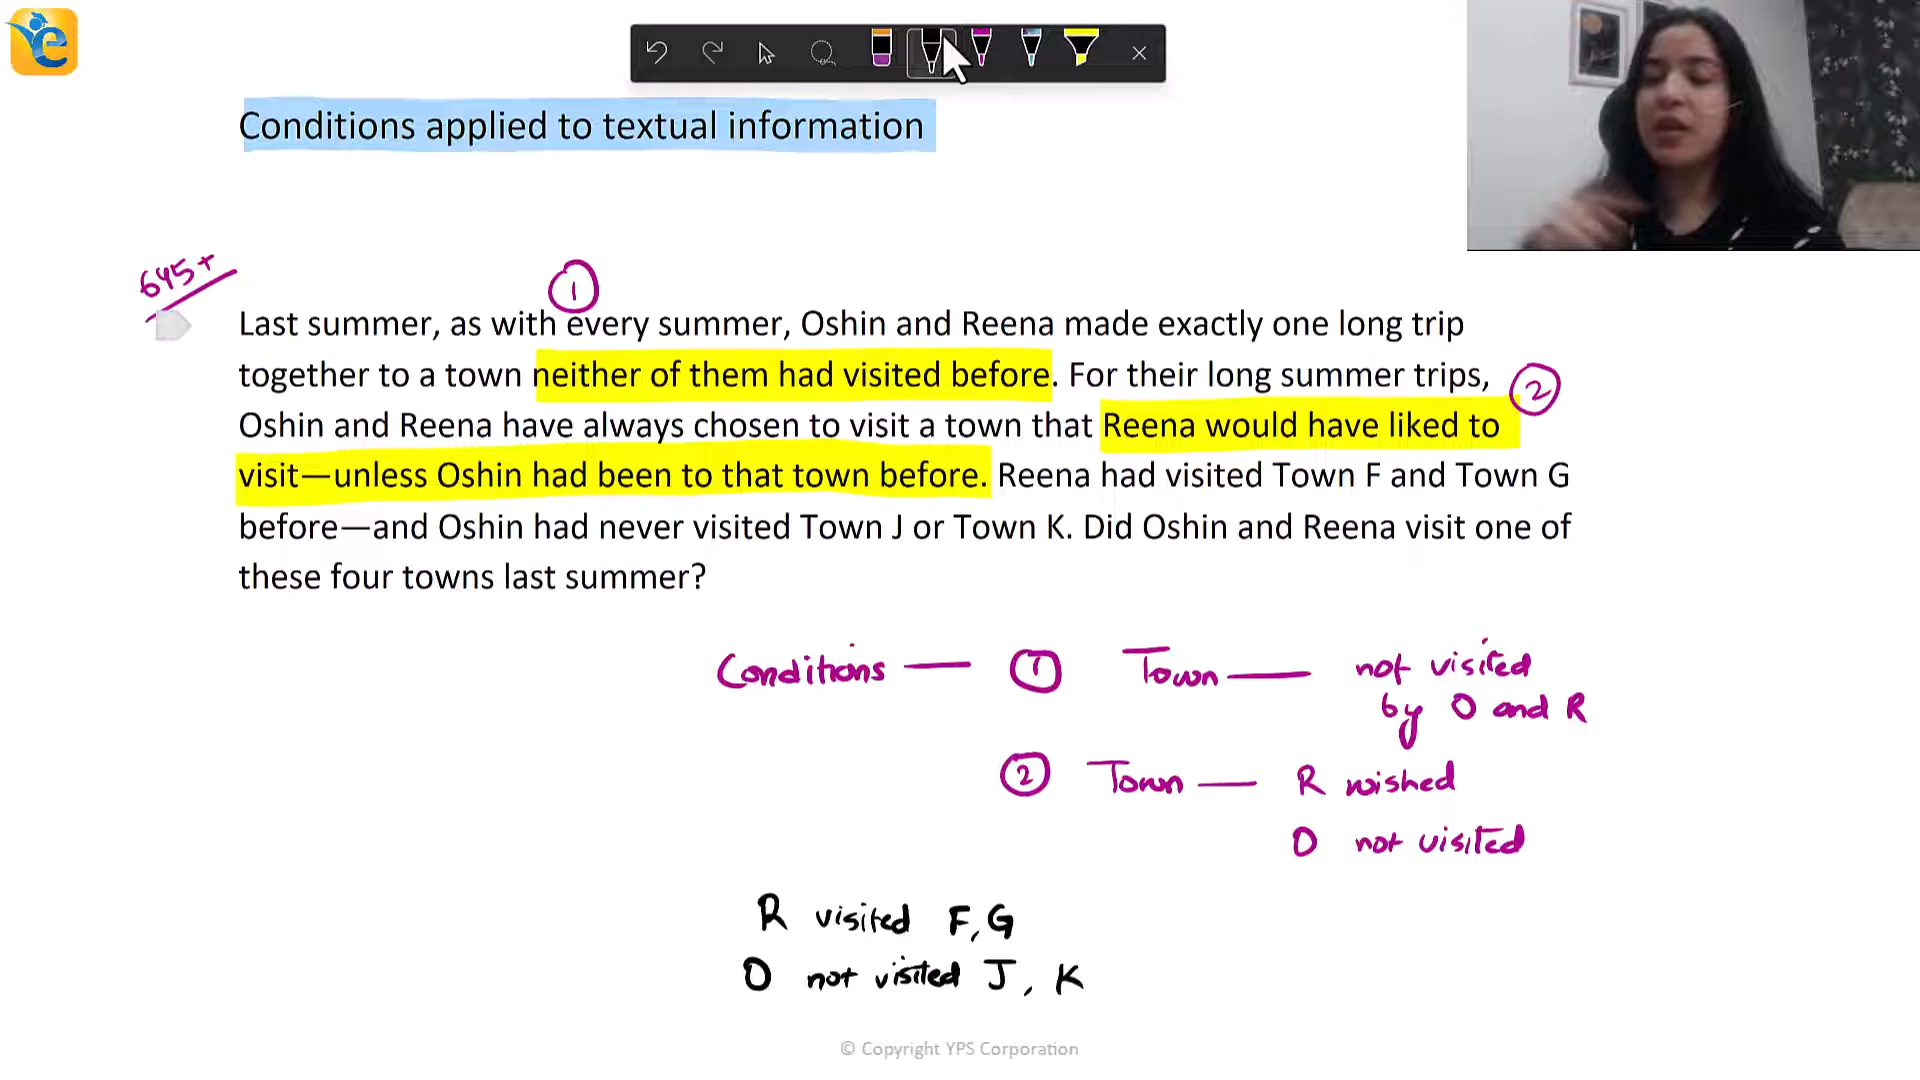 Conditions applied to textual information
645+
1
Last summer, as with every summer, Oshin and Reena made exactly one long trip
together to a town neither of them had visited before. For their long summer trips,
2
Oshin and Reena have always chosen to visit a town that Reena would have liked to
visit—unless Oshin had been to that town before. Reena had visited Town F and Town G
before—and Oshin had never visited Town J or Town K. Did Oshin and Reena visit one of
these four towns last summer?
Conditions — 1 Town — not visited
by O and R
2 Town — R wished
O not visited
R visited F, G
O not visited J, K
© Copyright YPS Corporation